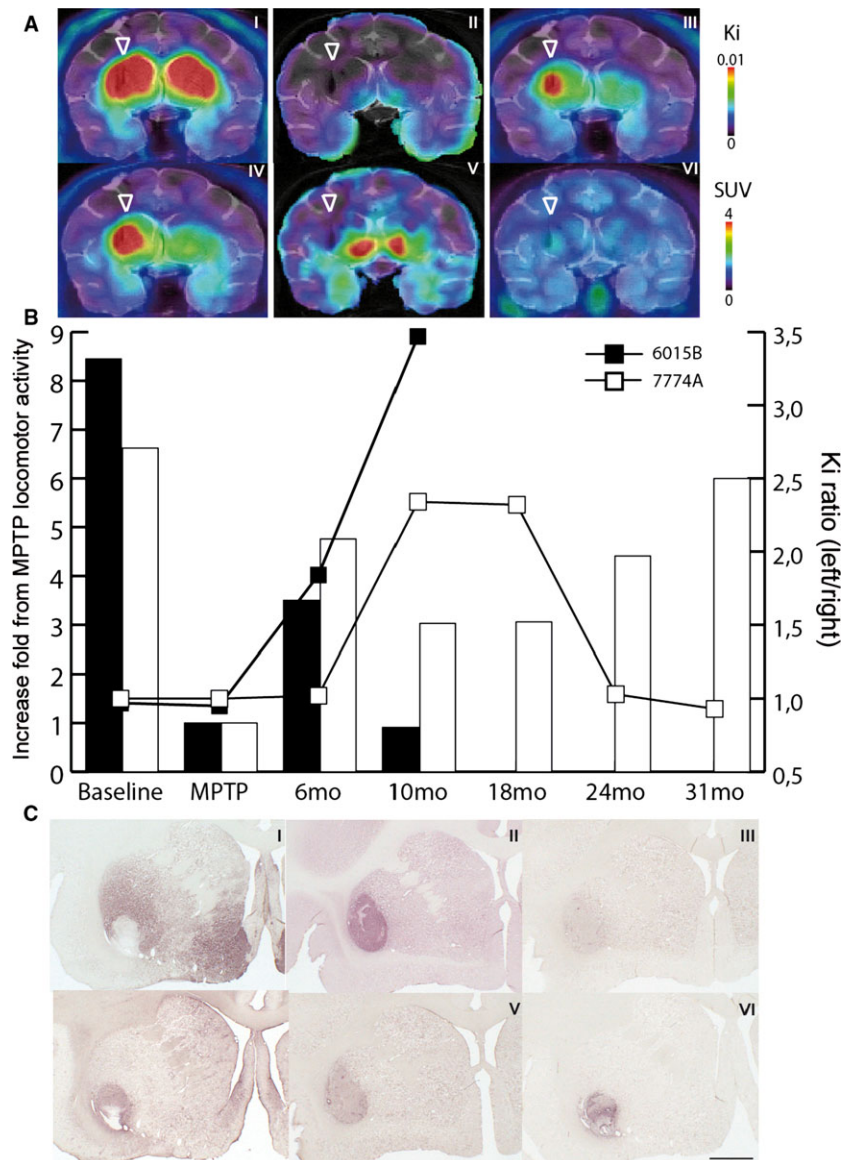 A
I
II
III
Ki
0.01
0
IV
V
VI
SUV
4
0
B
Increase fold from MPTP locomotor activity
9
8
7
6
5
4
3
2
1
0
6015B
7774A
3,5
3,0
2,5
2,0
1,5
1,0
0,5
Ki ratio (left/right)
Baseline MPTP 6mo 10mo 18mo 24mo 31mo
C
I
II
III
V
VI